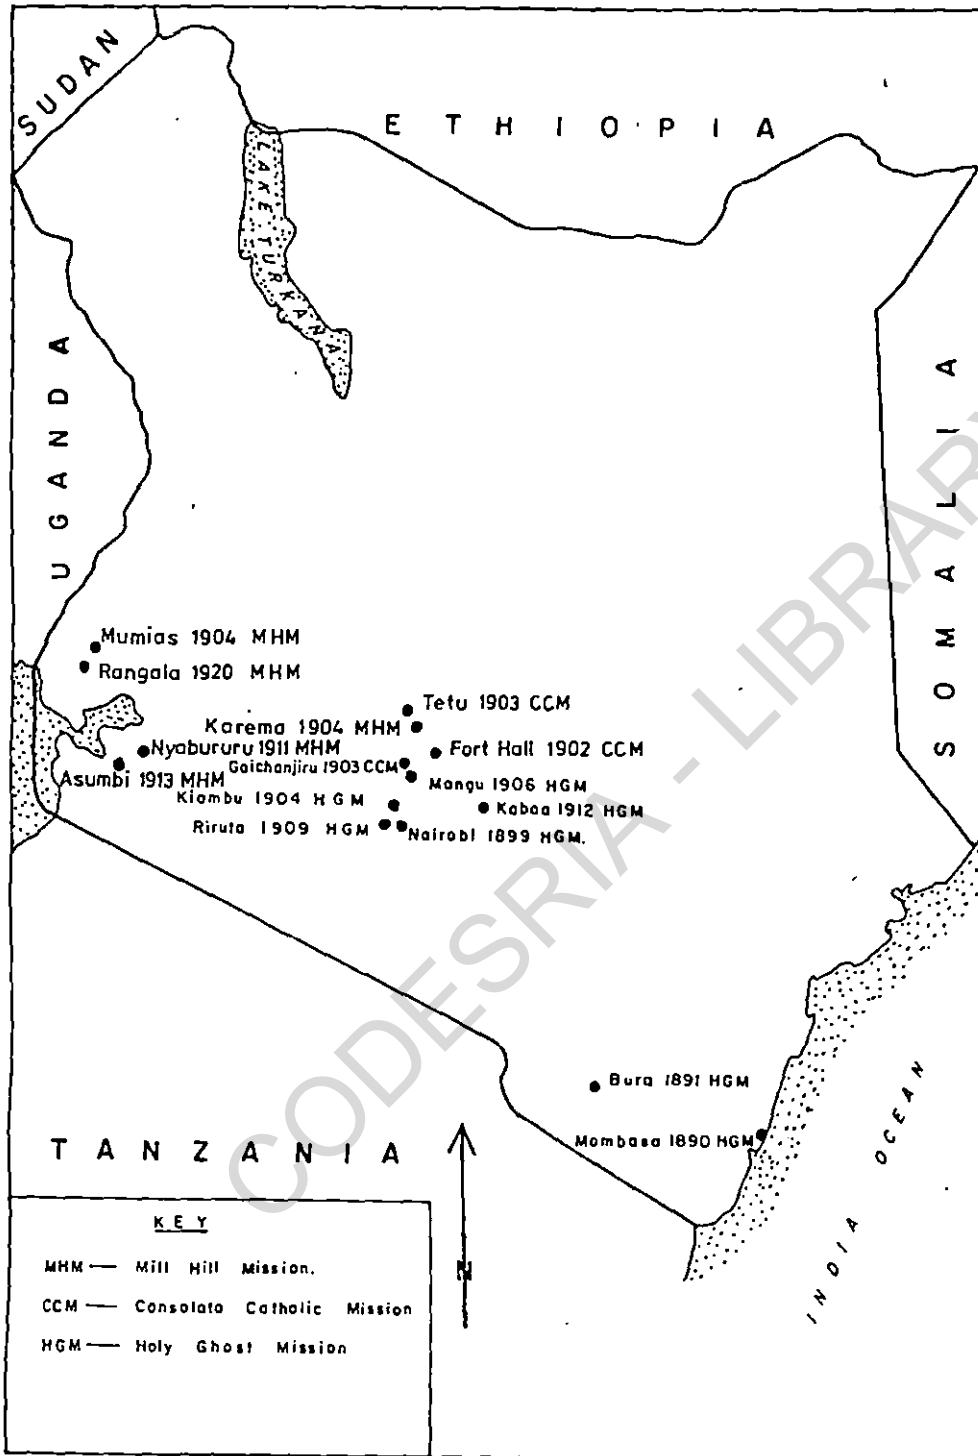 SUDAN
ETHIOPIA
LAKE TURKANA
UGANDA
SOMALIA
Mumias 1904 MHM
Rangala 1920 MHM
Tetu 1903 CCM
Karema 1904 MHM
Nyabururu 1911 MHM
Fort Hall 1902 CCM
Gaichanjiru 1903 CCM
Asumbi 1913 MHM
Mangu 1906 HGM
Kiambu 1904 HGM
Kabaa 1912 HGM
Riruta 1909 HGM
Nairobi 1899 HGM.
Bura 1891 HGM
Mombasa 1890 HGM
TANZANIA
INDIA OCEAN
N
KEY
MHM — Mill Hill Mission.
CCM — Consolata Catholic Mission
HGM — Holy Ghost Mission
CODESRIA - LIBRARY